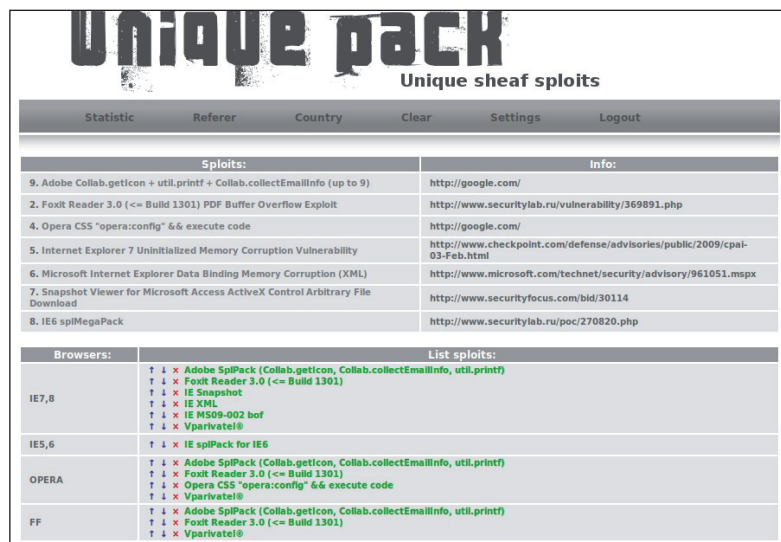 unique pack
Unique sheaf sploits
Statistic Referer Country Clear Settings Logout
Sploits: Info:
9. Adobe Collab.getIcon + util.printf + Collab.collectEmailInfo (up to 9) http://google.com/
2. Foxit Reader 3.0 (<= Build 1301) PDF Buffer Overflow Exploit http://www.securitylab.ru/vulnerability/369891.php
4. Opera CSS "opera:config" && execute code http://google.com/
5. Internet Explorer 7 Uninitialized Memory Corruption Vulnerability http://www.checkpoint.com/defense/advisories/public/2009/cpai-
03-Feb.html
6. Microsoft Internet Explorer Data Binding Memory Corruption (XML) http://www.microsoft.com/technet/security/advisory/961051.mspx
7. Snapshot Viewer for Microsoft Access ActiveX Control Arbitrary File
Download http://www.securityfocus.com/bid/30114
8. IE6 splMegaPack http://www.securitylab.ru/poc/270820.php
Browsers: List sploits:
IE7,8
↑ ↓ × Adobe SplPack (Collab.getIcon, Collab.collectEmailInfo, util.printf)
↑ ↓ × Foxit Reader 3.0 (<= Build 1301)
↑ ↓ × IE Snapshot
↑ ↓ × IE XML
↑ ↓ × IE MS09-002 bof
↑ ↓ × Vparivatel®
IE5,6
↑ ↓ × IE splPack for IE6
OPERA
↑ ↓ × Adobe SplPack (Collab.getIcon, Collab.collectEmailInfo, util.printf)
↑ ↓ × Foxit Reader 3.0 (<= Build 1301)
↑ ↓ × Opera CSS "opera:config" && execute code
↑ ↓ × Vparivatel®
FF
↑ ↓ × Adobe SplPack (Collab.getIcon, Collab.collectEmailInfo, util.printf)
↑ ↓ × Foxit Reader 3.0 (<= Build 1301)
↑ ↓ × Vparivatel®